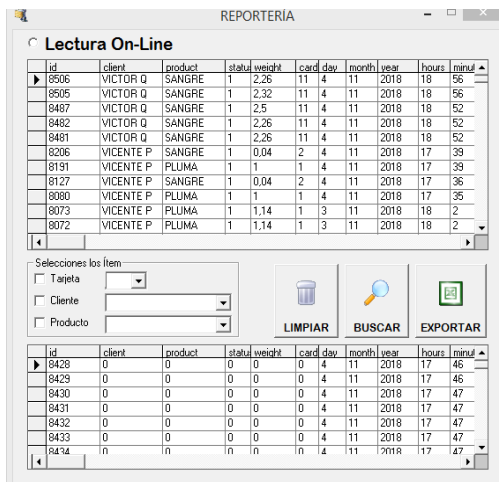 REPORTERÍA
Lectura On-Line
id client product statu weight card day month year hours minut
8506 VICTOR Q SANGRE 1 2,26 11 4 11 2018 18 56
8505 VICTOR Q SANGRE 1 2,32 11 4 11 2018 18 56
8487 VICTOR Q SANGRE 1 2,5 11 4 11 2018 18 52
8482 VICTOR Q SANGRE 1 2,26 11 4 11 2018 18 52
8481 VICTOR Q SANGRE 1 2,26 11 4 11 2018 18 52
8206 VICENTE P SANGRE 1 0,04 2 4 11 2018 17 39
8191 VICENTE P PLUMA 1 1 1 4 11 2018 17 39
8127 VICENTE P SANGRE 1 0,04 2 4 11 2018 17 36
8080 VICENTE P PLUMA 1 1 1 4 11 2018 17 35
8073 VICENTE P PLUMA 1 1,14 1 3 11 2018 18 2
8072 VICENTE P PLUMA 1 1,14 1 3 11 2018 18 2
Selecciones los Ítem
Tarjeta
Cliente
Producto
LIMPIAR BUSCAR EXPORTAR
id client product statu weight card day month year hours minut
8428 0 0 0 0 0 4 11 2018 17 46
8429 0 0 0 0 0 4 11 2018 17 46
8430 0 0 0 0 0 4 11 2018 17 47
8431 0 0 0 0 0 4 11 2018 17 47
8432 0 0 0 0 0 4 11 2018 17 47
8433 0 0 0 0 0 4 11 2018 17 47
8434 0 0 0 0 0 4 11 2018 17 47